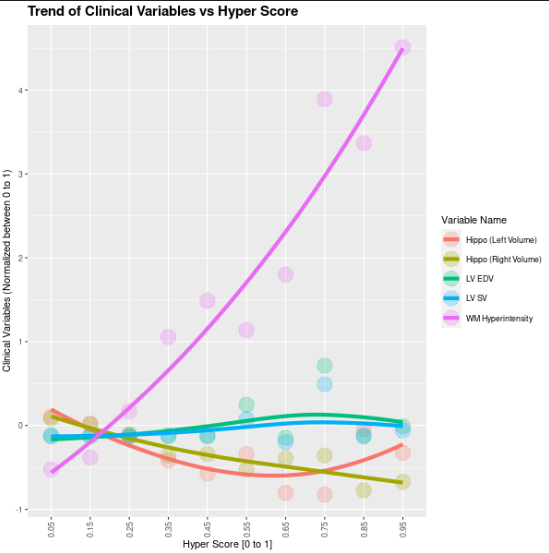 Trend of Clinical Variables vs Hyper Score
Clinical Variables (Normalized between 0 to 1)
4
3
2
1
0
-1
0.05
0.15
0.25
0.35
0.45
0.55
0.65
0.75
0.85
0.95
Hyper Score [0 to 1]
Variable Name
Hippo (Left Volume)
Hippo (Right Volume)
LV EDV
LV SV
WM Hyperintensity